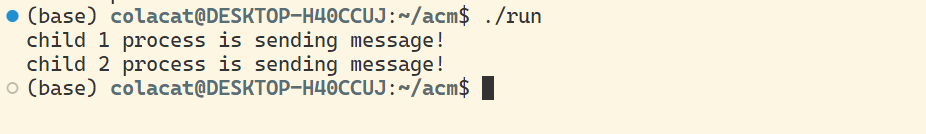 (base) colacat@DESKTOP-H40CCUJ:~/acm$ ./run
child 1 process is sending message!
child 2 process is sending message!
(base) colacat@DESKTOP-H40CCUJ:~/acm$